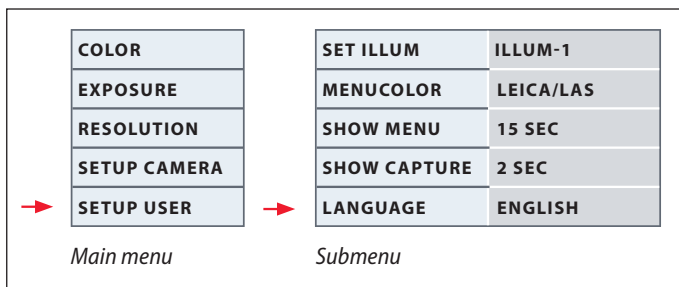 COLOR
EXPOSURE
RESOLUTION
SETUP CAMERA
SETUP USER
Main menu
SET ILLUM ILLUM-1
MENUCOLOR LEICA/LAS
SHOW MENU 15 SEC
SHOW CAPTURE 2 SEC
LANGUAGE ENGLISH
Submenu